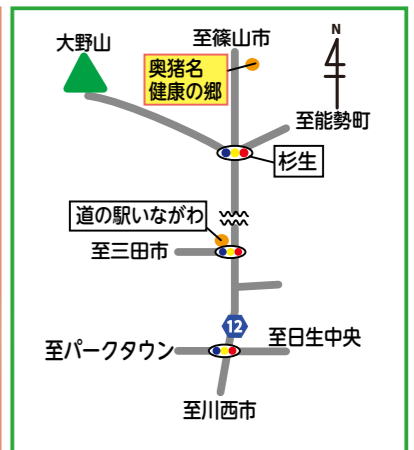 N
大野山
至篠山市
奥猪名
健康の郷
至能勢町
杉生
道の駅いながわ
至三田市
12
至日生中央
至パークタウン
至川西市